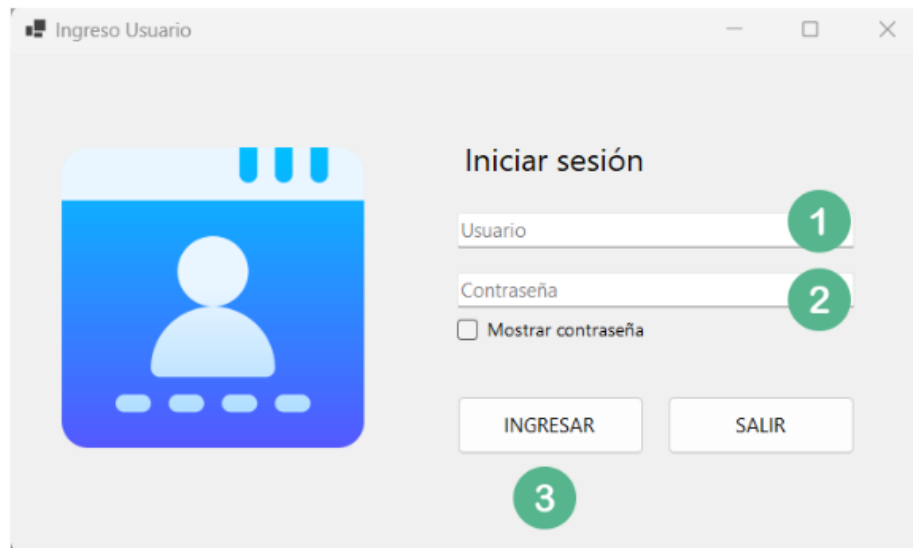 Ingreso Usuario
Iniciar sesión
Usuario
1
Contraseña
2
Mostrar contraseña
INGRESAR
SALIR
3